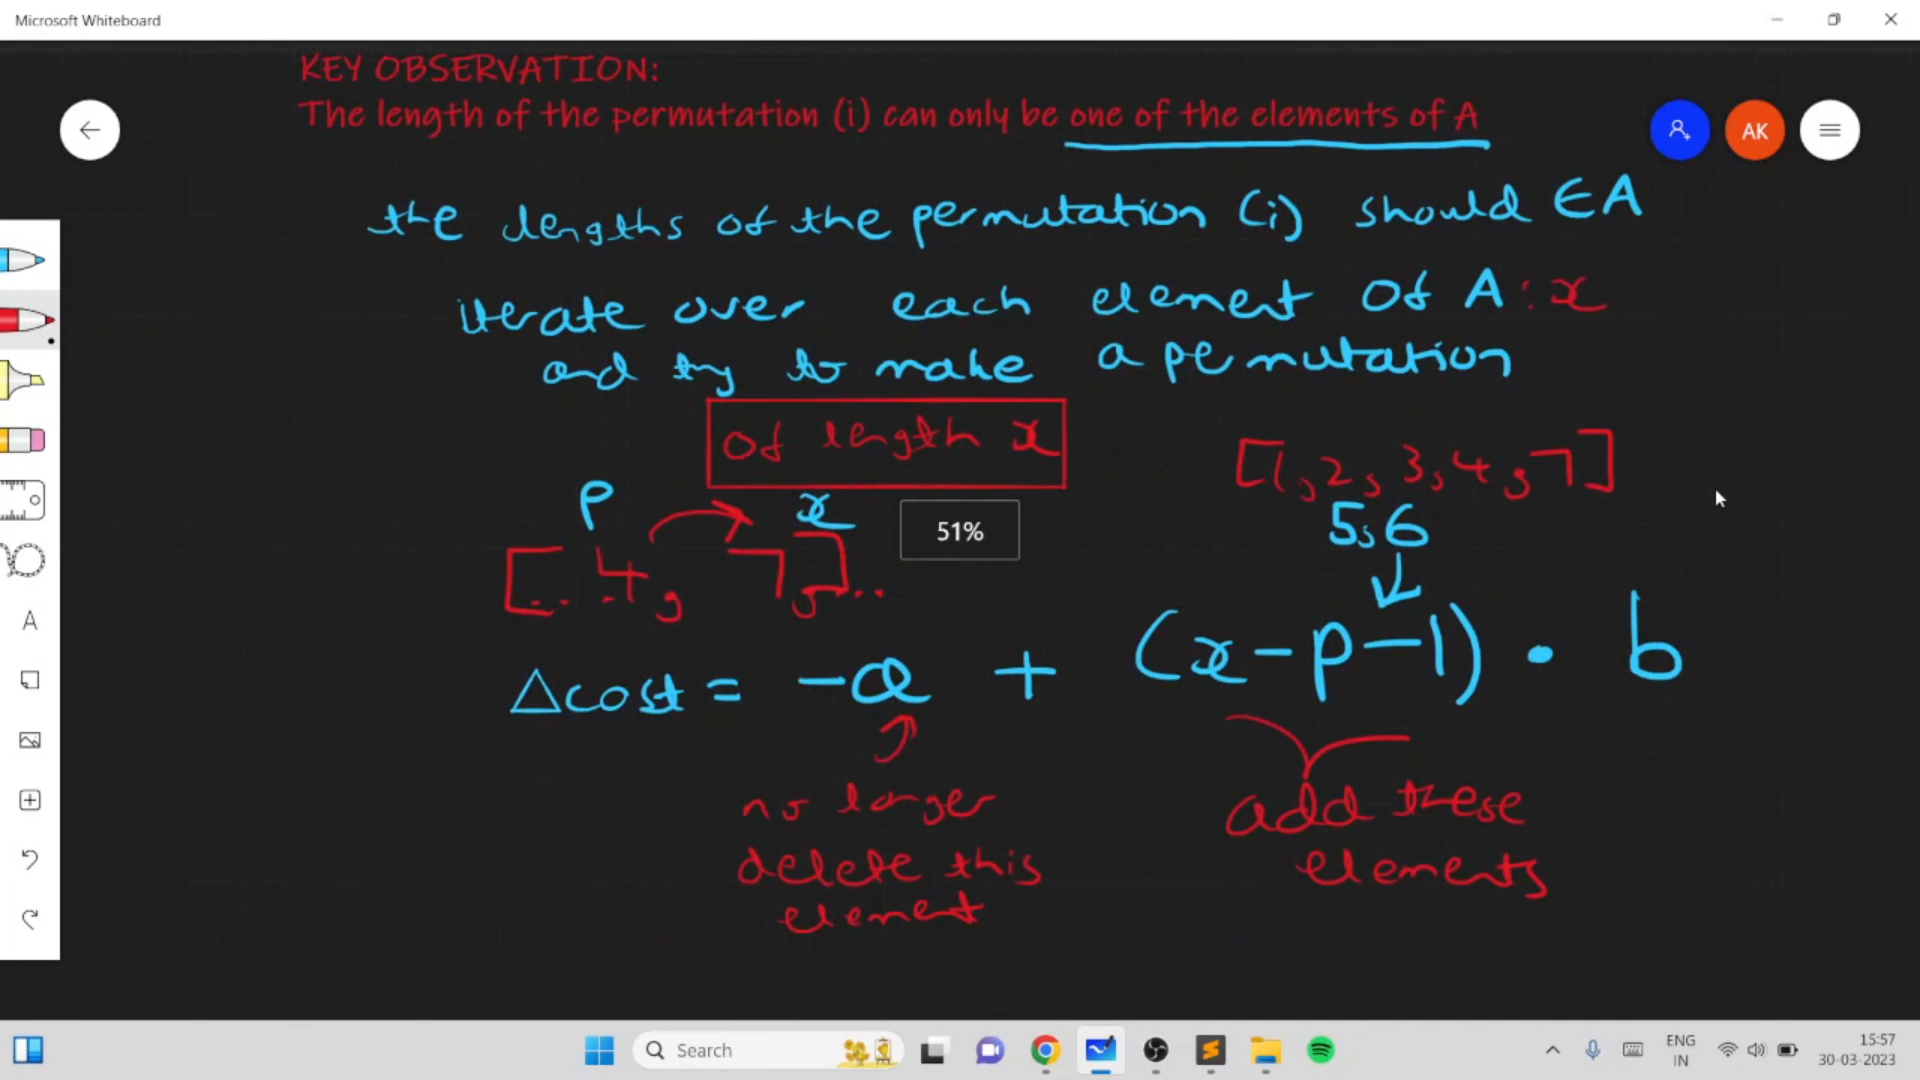 Microsoft Whiteboard
KEY OBSERVATION:
The length of the permutation (i) can only be one of the elements of A
AK
the lengths of the permutation (i) should ∈ A
iterate over each element of A : x
and try to make a permutation
of length x
[1, 2, 3, 4, 7]
p
x
51%
5, 6
[.. 4, 7], ..
Δcost = -a + (x-p-1) • b
no longer
delete this
element
add these
elements
A
Search
ENG
IN
15:57
30-03-2023